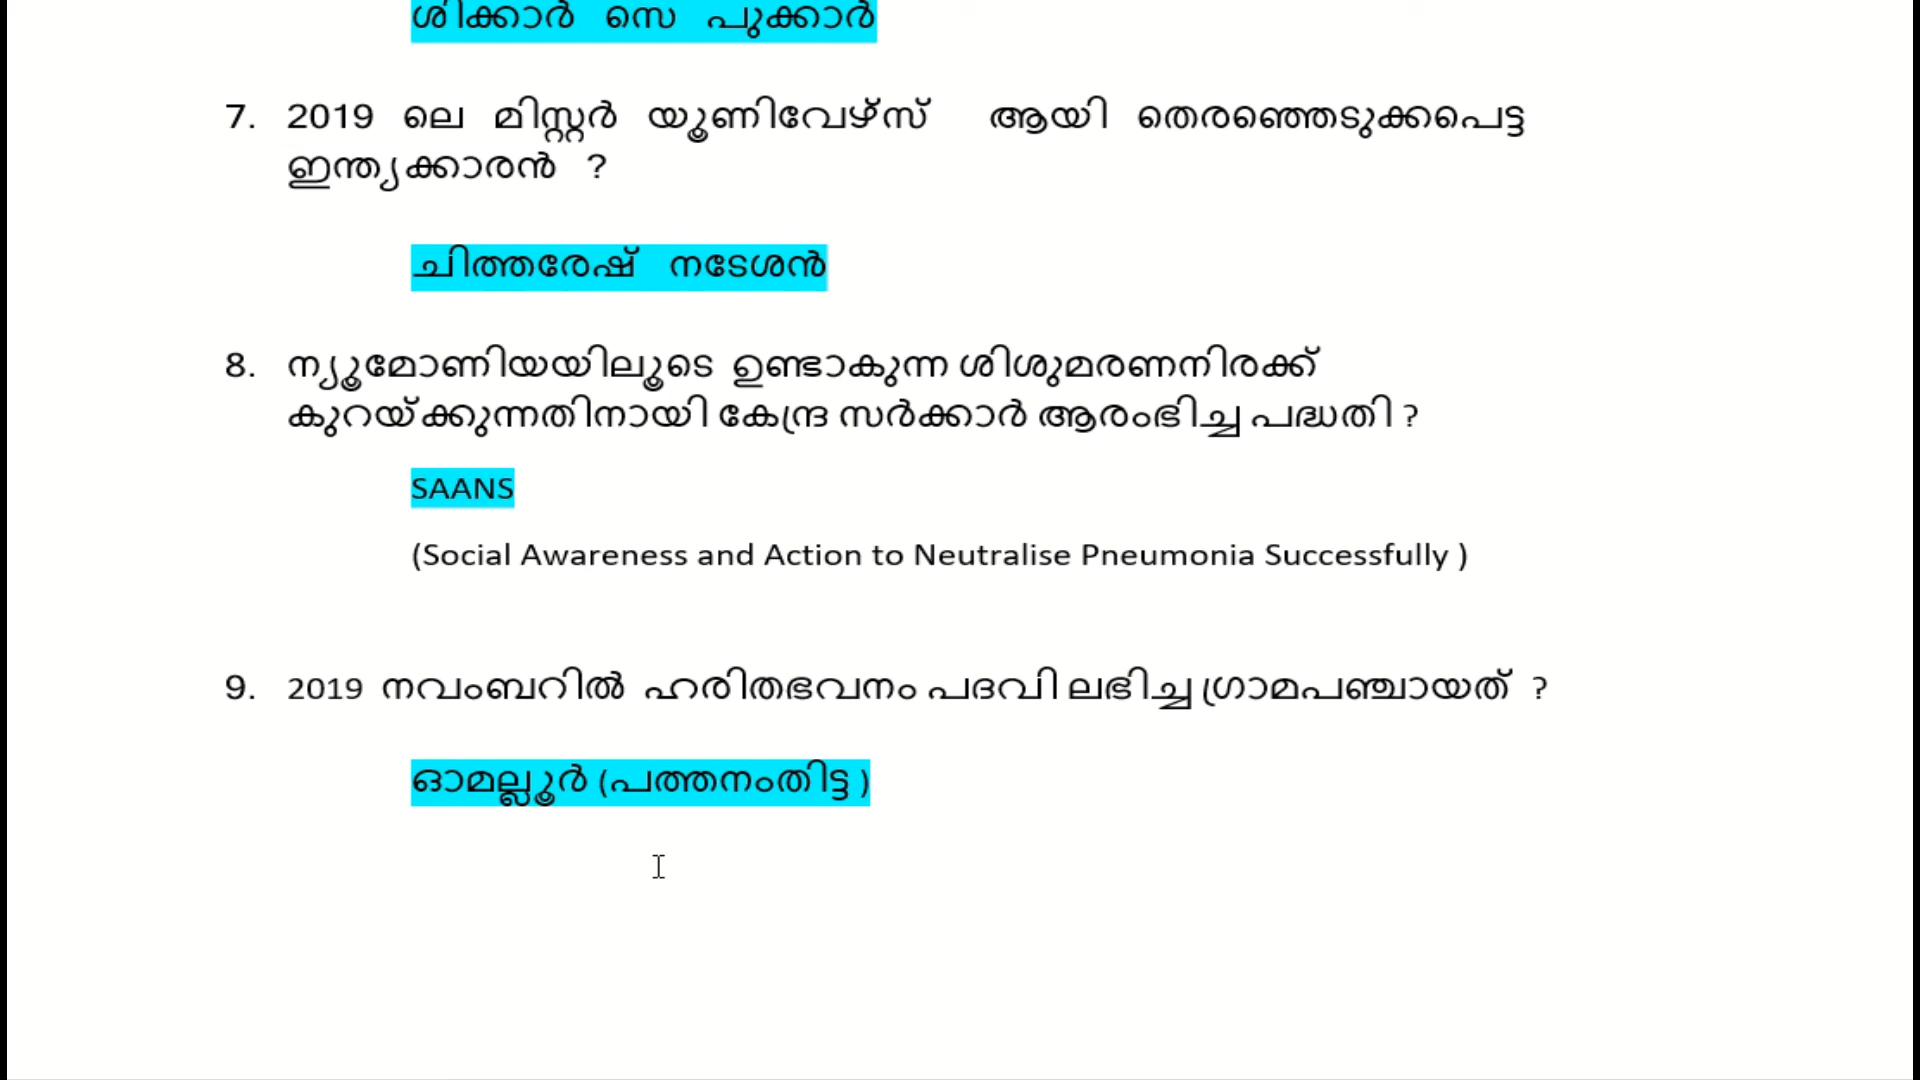 ശിക്കാർ സെ പുക്കാർ
7. 2019 ലെ മിസ്റ്റർ യൂണിവേഴ്സ് ആയി തെരഞ്ഞെടുക്കപെട്ട
ഇന്ത്യക്കാരൻ ?
ചിത്തരേഷ് നടേശൻ
8. ന്യൂമോണിയയിലൂടെ ഉണ്ടാകുന്ന ശിശുമരണനിരക്ക്
കുറയ്ക്കുന്നതിനായി കേന്ദ്ര സർക്കാർ ആരംഭിച്ച പദ്ധതി ?
SAANS
(Social Awareness and Action to Neutralise Pneumonia Successfully )
9. 2019 നവംബറിൽ ഹരിതഭവനം പദവി ലഭിച്ച ഗ്രാമപഞ്ചായത് ?
ഓമല്ലൂർ (പത്തനംതിട്ട )